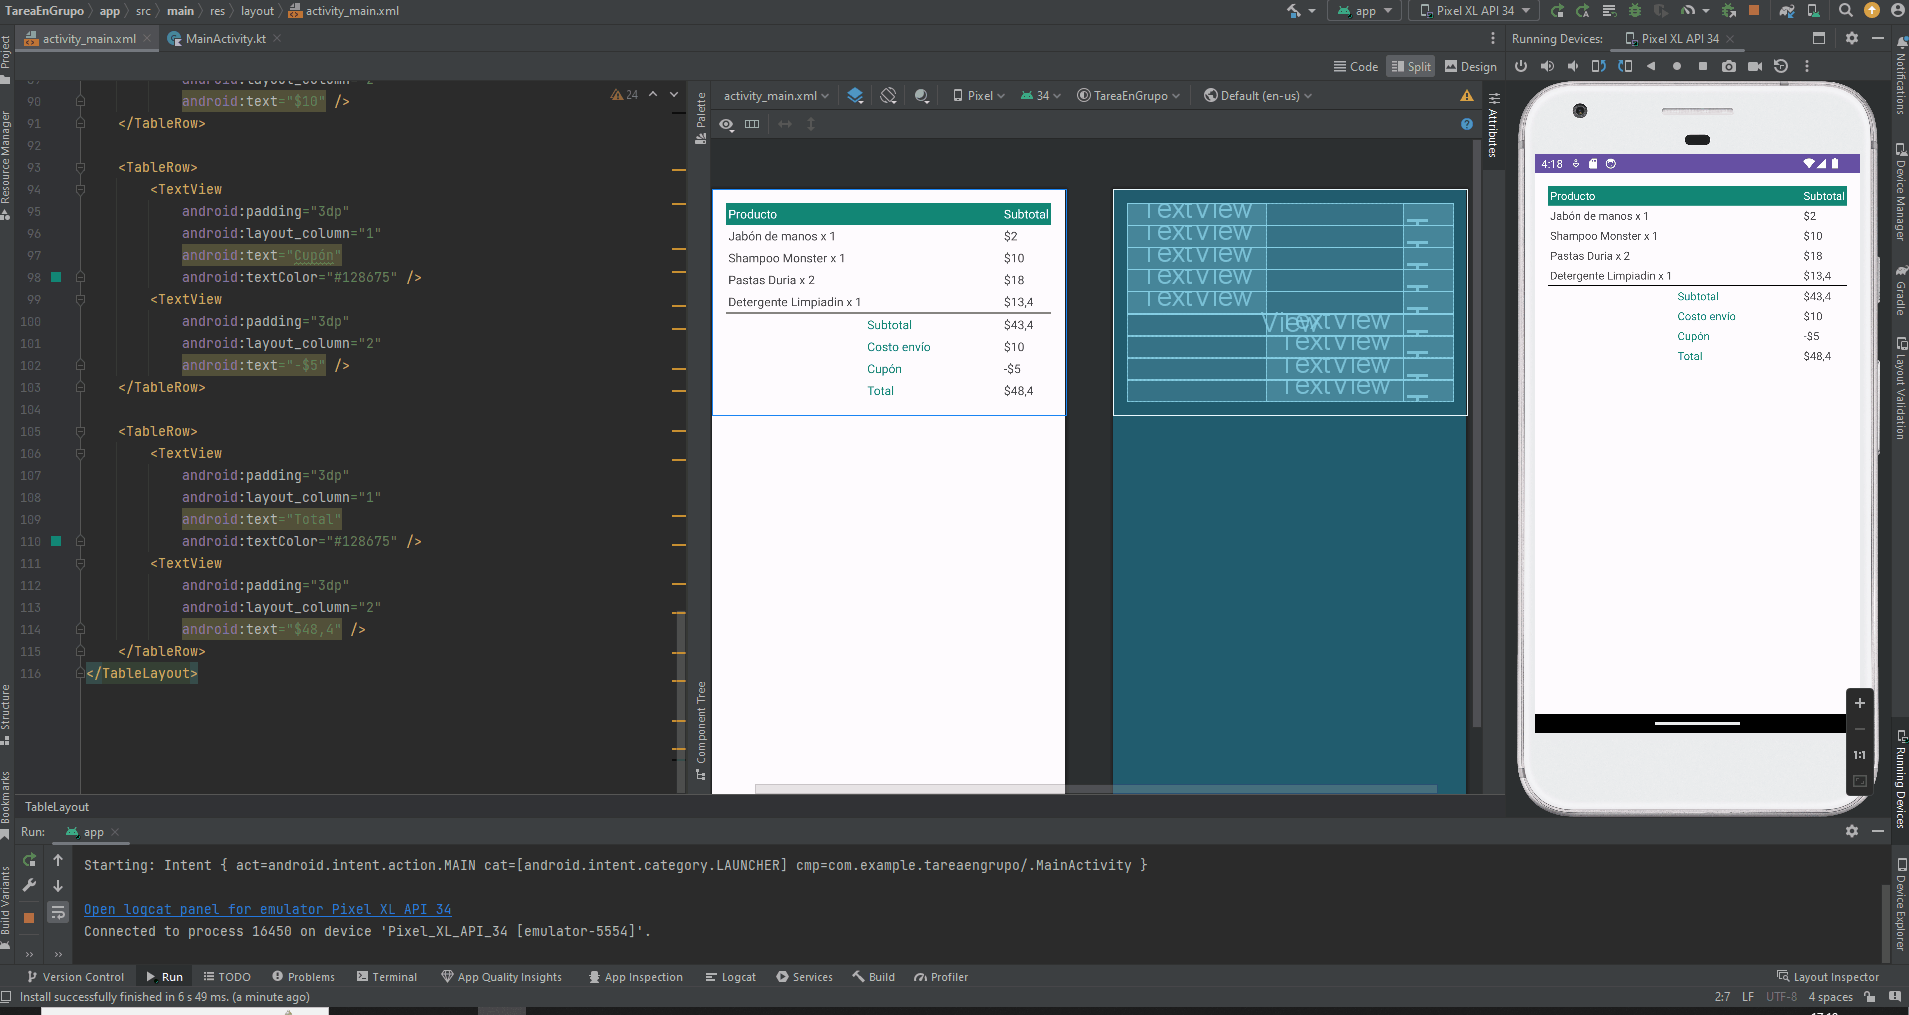 TareaEnGrupo app src main res layout activity_main.xml
app Pixel XL API 34
activity_main.xml MainActivity.kt
Running Devices: Pixel XL API 34
Code Split Design
24
activity_main.xml Pixel 34 TareaEnGrupo Default (en-us)
Project
Resource Manager
Structure
Bookmarks
Build Variants
Palette
Component Tree
Attributes
Notifications
Device Manager
Gradle
Layout Validation
Running Devices
Device Explorer
90 android:text="$10" />
91 </TableRow>
92
93 <TableRow>
94 <TextView
95 android:padding="3dp"
96 android:layout_column="1"
97 android:text="Cupón"
98 android:textColor="#128675" />
99 <TextView
100 android:padding="3dp"
101 android:layout_column="2"
102 android:text="-$5" />
103 </TableRow>
104
105 <TableRow>
106 <TextView
107 android:padding="3dp"
108 android:layout_column="1"
109 android:text="Total"
110 android:textColor="#128675" />
111 <TextView
112 android:padding="3dp"
113 android:layout_column="2"
114 android:text="$48,4" />
115 </TableRow>
116 </TableLayout>
Producto Subtotal
Jabón de manos x 1 $2
Shampoo Monster x 1 $10
Pastas Duria x 2 $18
Detergente Limpiadin x 1 $13,4
Subtotal $43,4
Costo envío $10
Cupón -$5
Total $48,4
TextView
TextView
TextView
TextView
TextView
View TextView
TextView
TextView
TextView
4:18
Producto Subtotal
Jabón de manos x 1 $2
Shampoo Monster x 1 $10
Pastas Duria x 2 $18
Detergente Limpiadin x 1 $13,4
Subtotal $43,4
Costo envío $10
Cupón -$5
Total $48,4
1:1
TableLayout
Run: app
Starting: Intent { act=android.intent.action.MAIN cat=[android.intent.category.LAUNCHER] cmp=com.example.tareaengrupo/.MainActivity }
Open logcat panel for emulator Pixel XL API 34
Connected to process 16450 on device 'Pixel_XL_API_34 [emulator-5554]'.
Version Control Run TODO Problems Terminal App Quality Insights App Inspection Logcat Services Build Profiler Layout Inspector
Install successfully finished in 6 s 49 ms. (a minute ago) 2:7 LF UTF-8 4 spaces